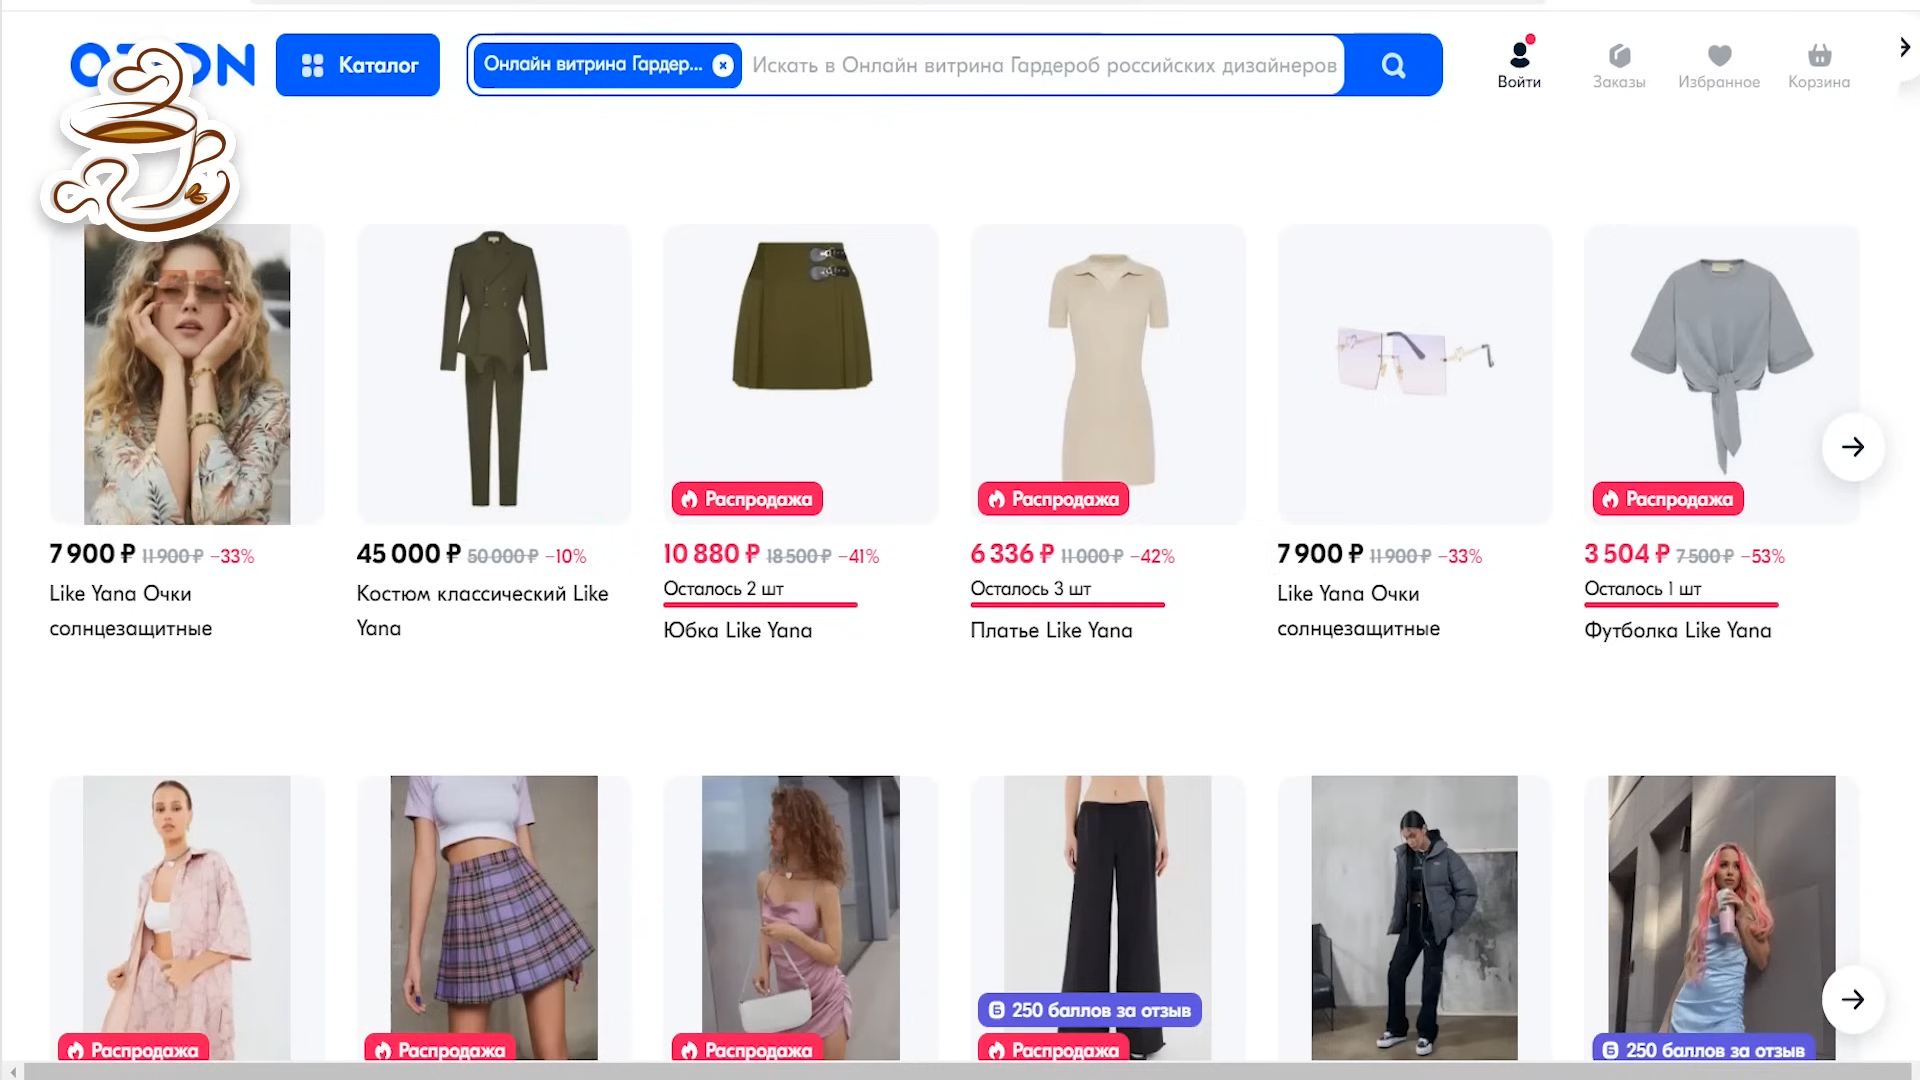 OZON
Каталог
Онлайн витрина Гардер...
Искать в Онлайн витрина Гардероб российских дизайнеров
Войти
Заказы
Избранное
Корзина
Распродажа
Распродажа
Распродажа
7 900 ₽ 11 900 ₽ −33%
Like Yana Очки
солнцезащитные
45 000 ₽ 50 000 ₽ −10%
Костюм классический Like
Yana
10 880 ₽ 18 500 ₽ −41%
Осталось 2 шт
Юбка Like Yana
6 336 ₽ 11 000 ₽ −42%
Осталось 3 шт
Платье Like Yana
7 900 ₽ 11 900 ₽ −33%
Like Yana Очки
солнцезащитные
3 504 ₽ 7 500 ₽ −53%
Осталось 1 шт
Футболка Like Yana
Распродажа
Распродажа
Распродажа
250 баллов за отзыв
Распродажа
250 баллов за отзыв